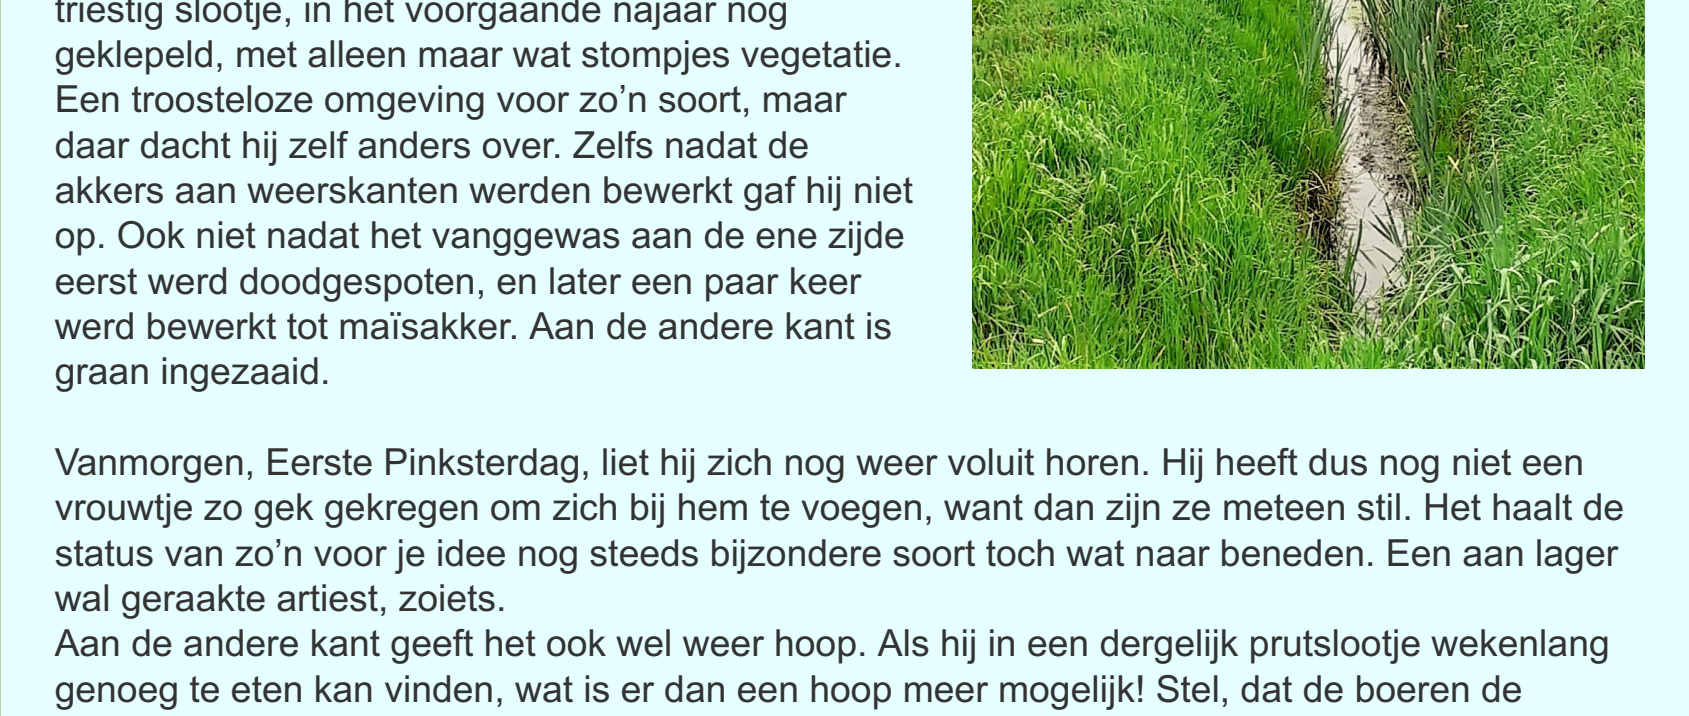 triestig slootje, in het voorgaande najaar nog
geklepeld, met alleen maar wat stompjes vegetatie.
Een troosteloze omgeving voor zo’n soort, maar
daar dacht hij zelf anders over. Zelfs nadat de
akkers aan weerskanten werden bewerkt gaf hij niet
op. Ook niet nadat het vanggewas aan de ene zijde
eerst werd doodgespoten, en later een paar keer
werd bewerkt tot maïsakker. Aan de andere kant is
graan ingezaaid.
Vanmorgen, Eerste Pinksterdag, liet hij zich nog weer voluit horen. Hij heeft dus nog niet een
vrouwtje zo gek gekregen om zich bij hem te voegen, want dan zijn ze meteen stil. Het haalt de
status van zo’n voor je idee nog steeds bijzondere soort toch wat naar beneden. Een aan lager
wal geraakte artiest, zoiets.
Aan de andere kant geeft het ook wel weer hoop. Als hij in een dergelijk prutslootje wekenlang
genoeg te eten kan vinden, wat is er dan een hoop meer mogelijk! Stel, dat de boeren de